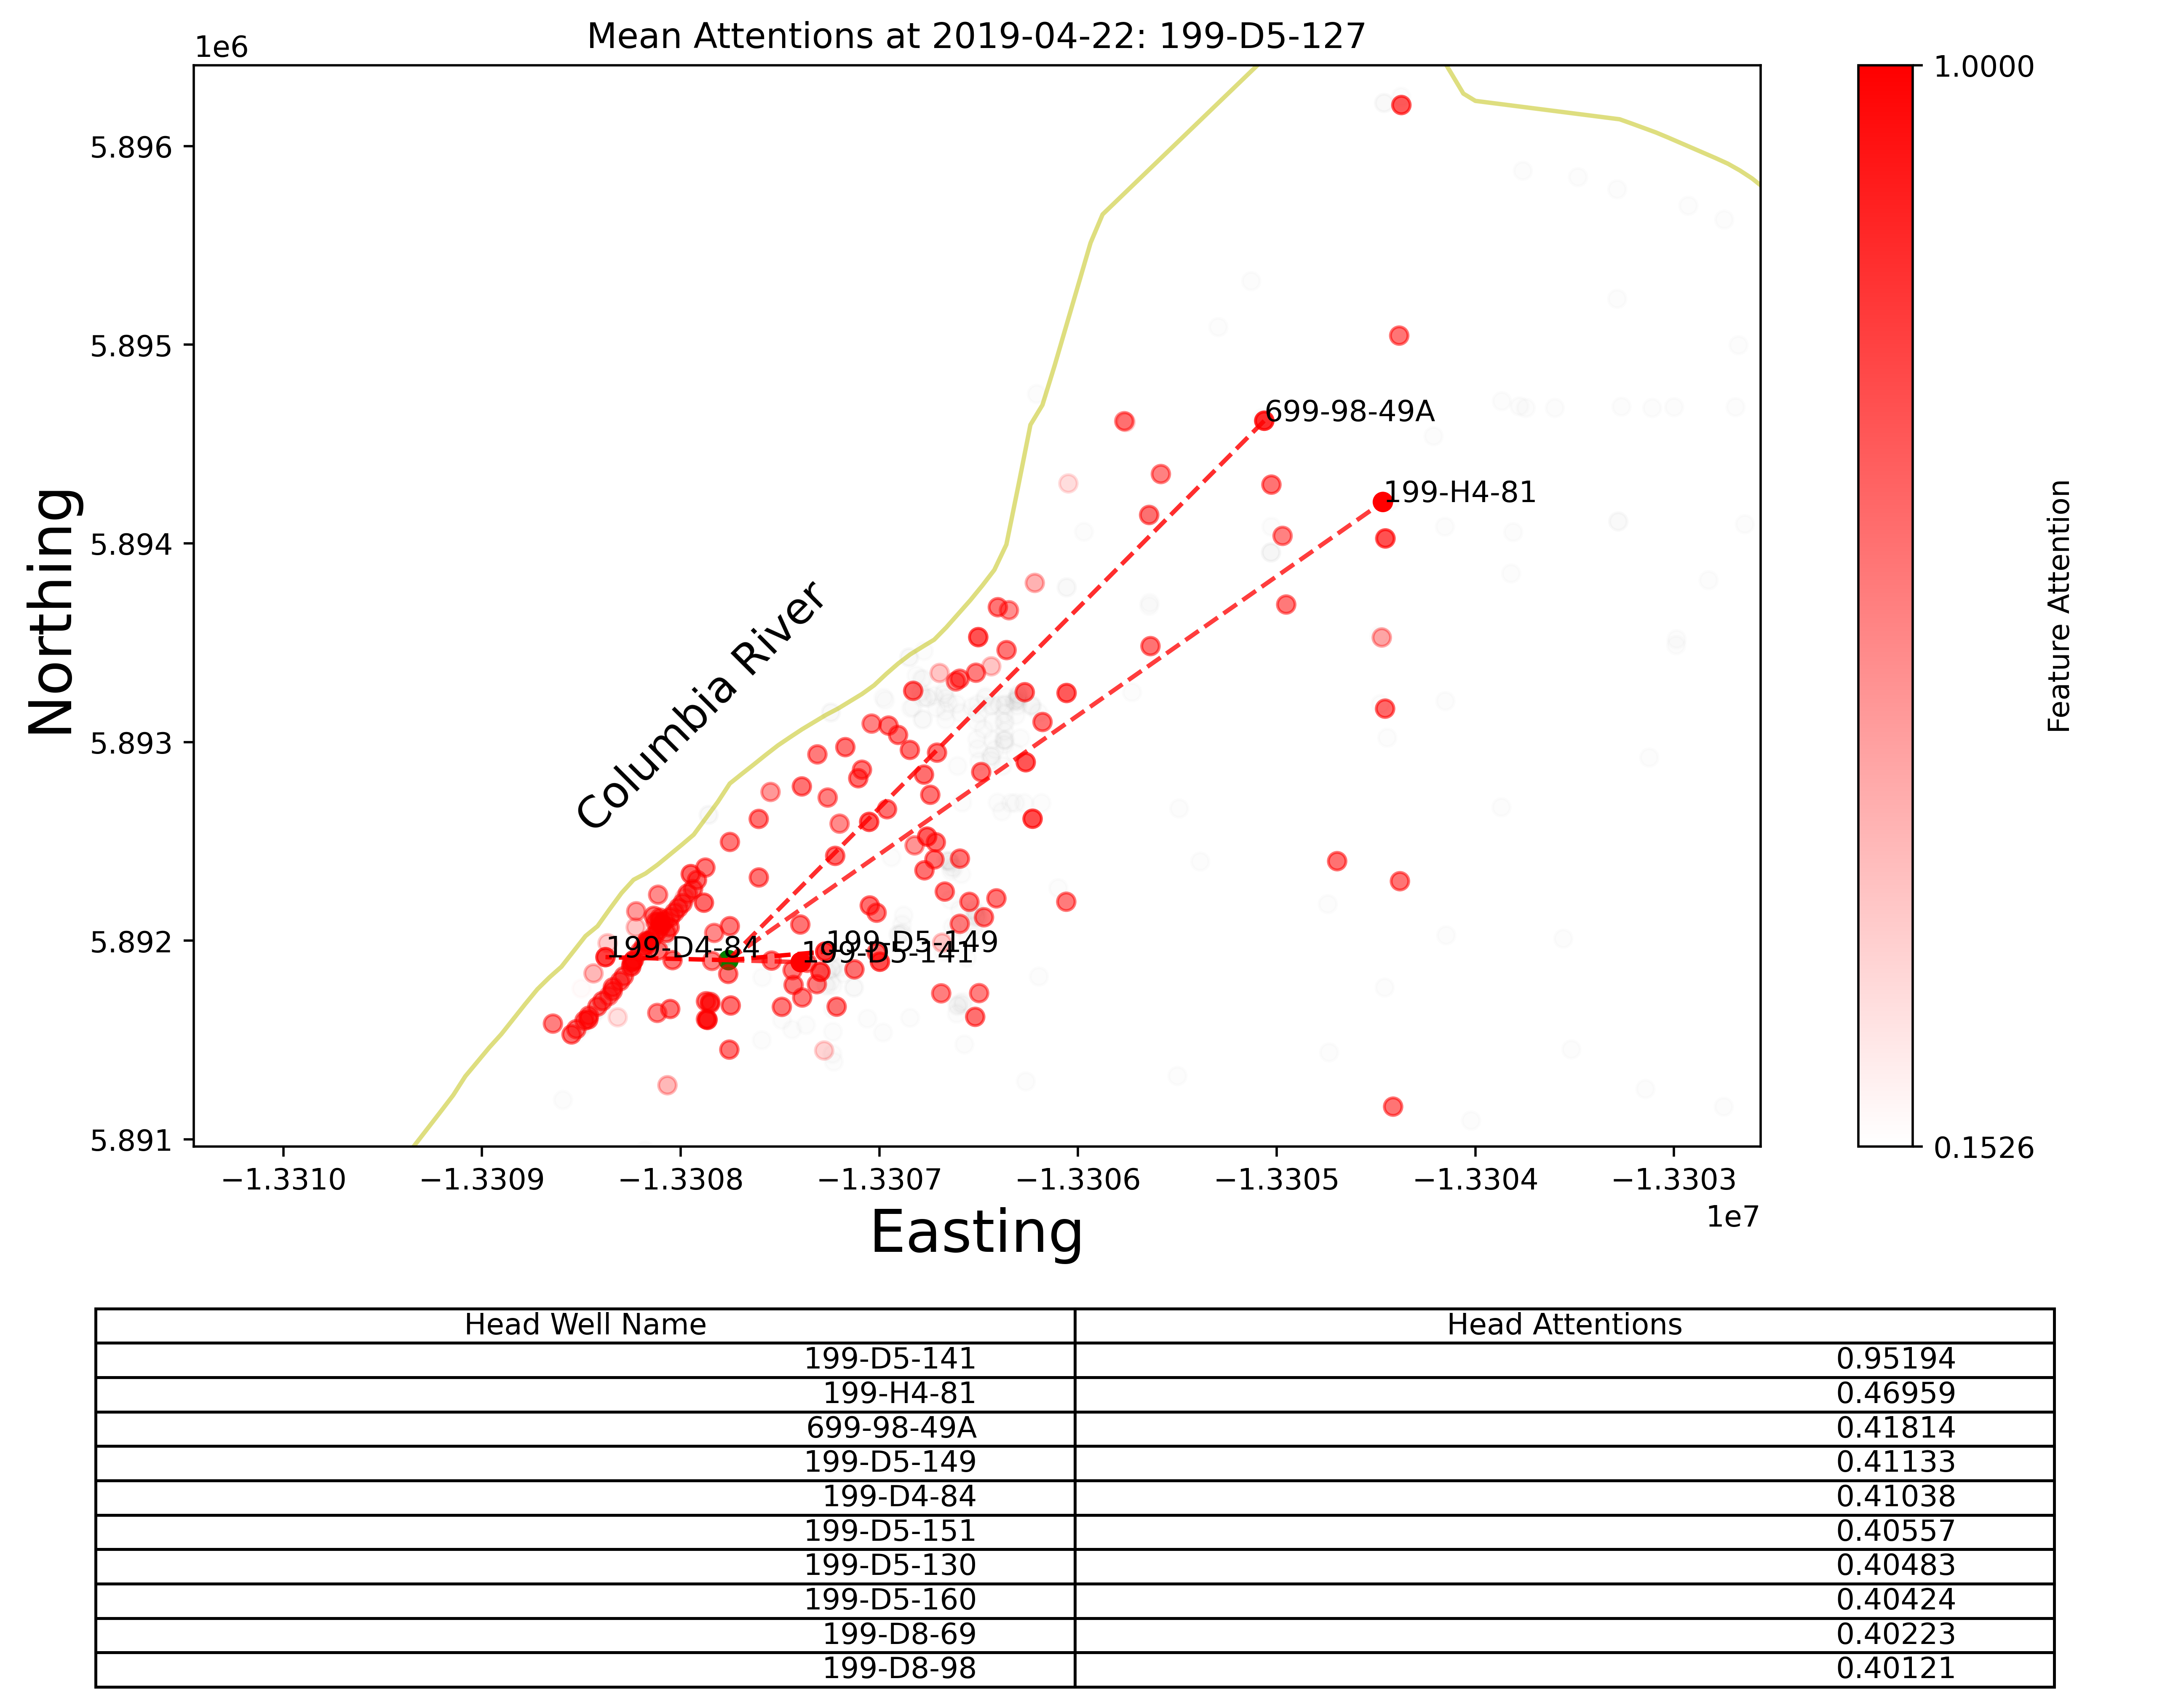 Mean Attentions at 2019-04-22: 199-D5-127
1e6
1.0000
5.896
5.895
699-98-49A
199-H4-81
5.894
Northing
Feature Attention
Columbia River
5.893
5.892
199-D4-84
199-D5-149
199-D5-141
5.891
0.1526
−1.3310 −1.3309 −1.3308 −1.3307 −1.3306 −1.3305 −1.3304 −1.3303
1e7
Easting
Head Well Name Head Attentions
199-D5-141 0.95194
199-H4-81 0.46959
699-98-49A 0.41814
199-D5-149 0.41133
199-D4-84 0.41038
199-D5-151 0.40557
199-D5-130 0.40483
199-D5-160 0.40424
199-D8-69 0.40223
199-D8-98 0.40121